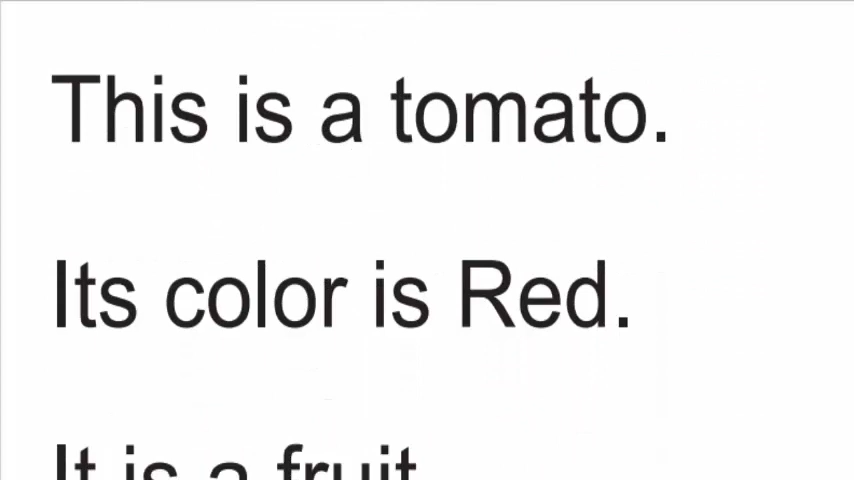 This is a tomato.
Its color is Red.
It is a fruit